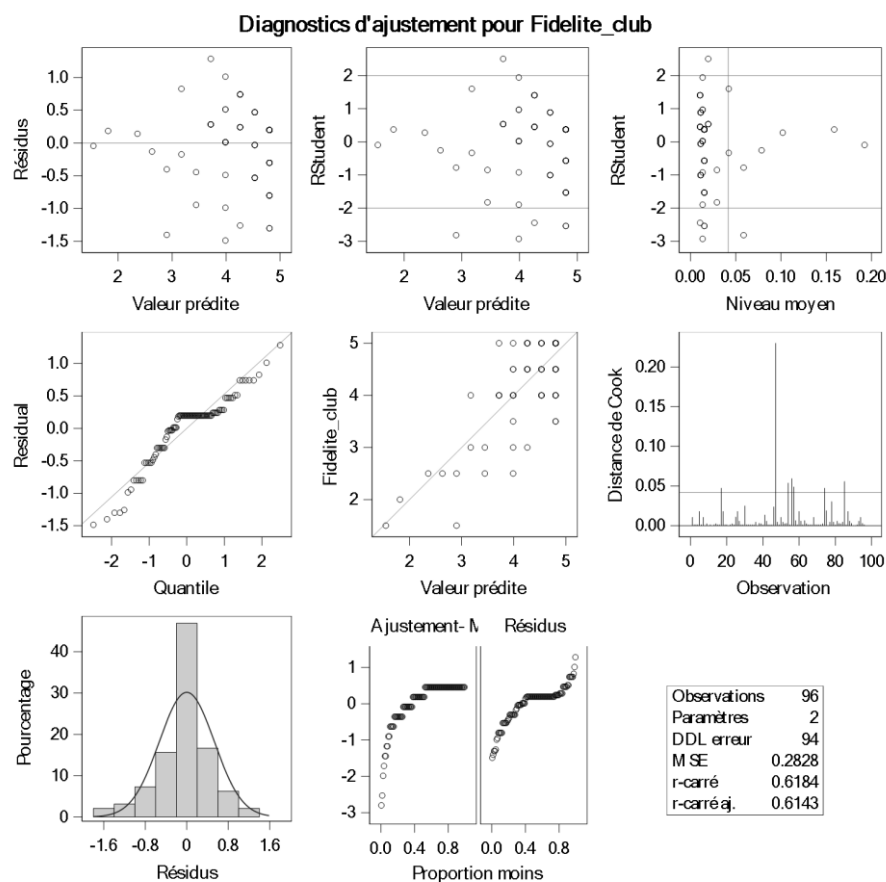 Diagnostics d'ajustement pour Fidelite_club
Résidus
1.0
0.5
0.0
-0.5
-1.0
-1.5
2 3 4 5
Valeur prédite
RStudent
2
1
0
-1
-2
-3
2 3 4 5
Valeur prédite
RStudent
2
1
0
-1
-2
-3
0.00 0.05 0.10 0.15 0.20
Niveau moyen
Residual
1.0
0.5
0.0
-0.5
-1.0
-1.5
-2 -1 0 1 2
Quantile
Fidelite_club
5
4
3
2
2 3 4 5
Valeur prédite
Distance de Cook
0.20
0.15
0.10
0.05
0.00
0 20 40 60 80 100
Observation
Pourcentage
40
30
20
10
0
-1.6 -0.8 0 0.8 1.6
Résidus
Ajustement-
Résidus
1
0
-1
-2
-3
0.0 0.4 0.8 0.0 0.4 0.8
Proportion moins
Observations 96
Paramètres 2
DDL erreur 94
MSE 0.2828
r-carré 0.6184
r-carré aj. 0.6143